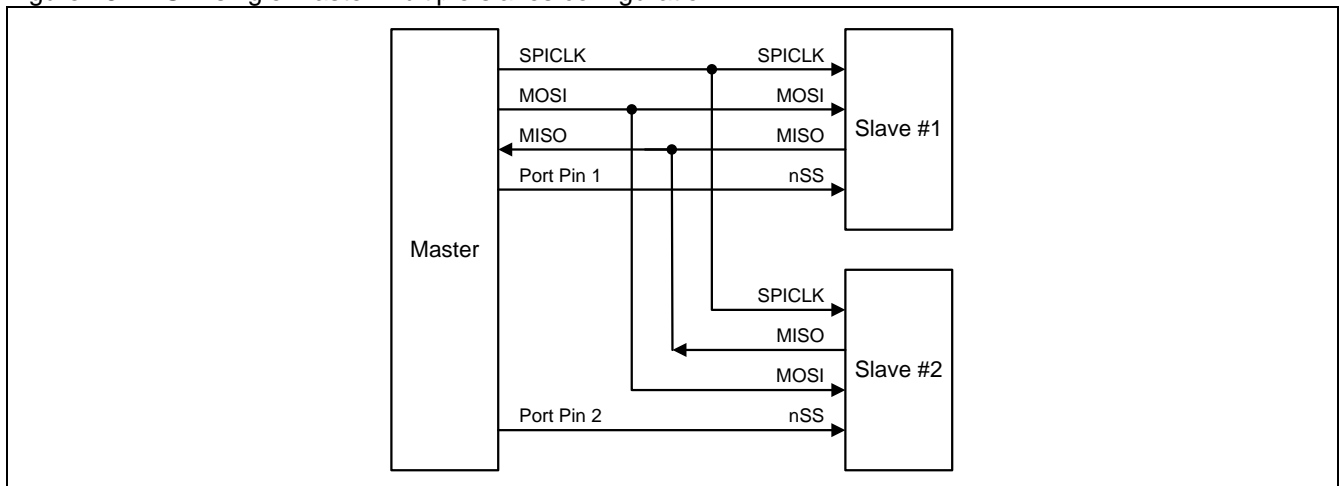 SPICLK SPICLK
MOSI MOSI
MISO MISO
Slave #1
Port Pin 1 nSS
Master
SPICLK
MISO
MOSI
Slave #2
Port Pin 2 nSS